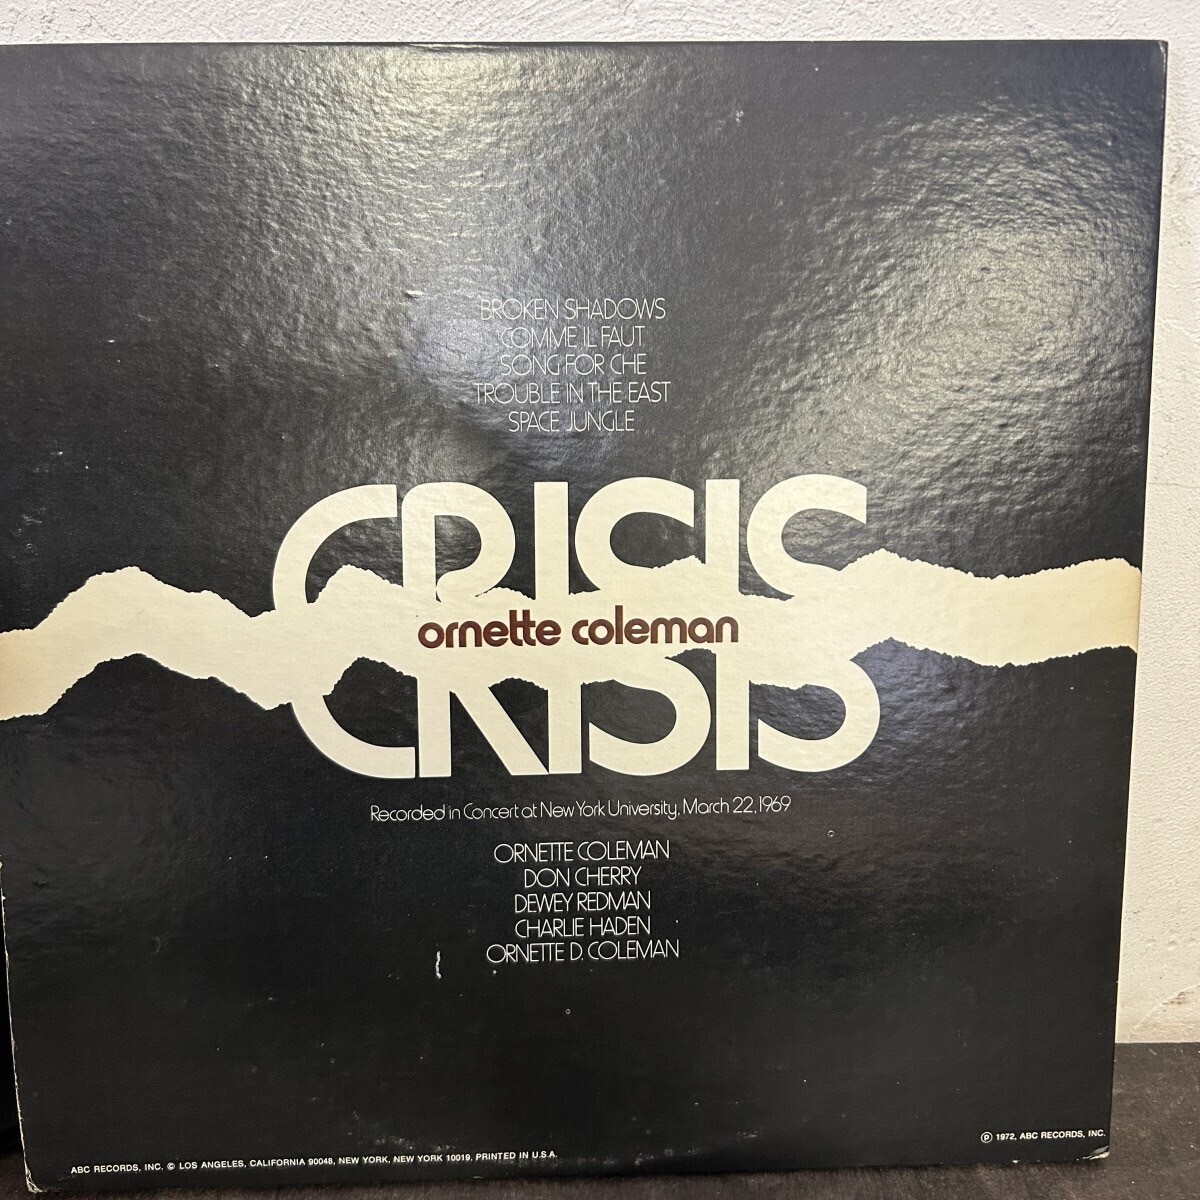 BROKEN SHADOWS
COMME IL FAUT
SONG FOR CHE
TROUBLE IN THE EAST
SPACE JUNGLE
CRISIS
ornette coleman
CRISIS
Recorded in Concert at New York University, March 22, 1969
ORNETTE COLEMAN
DON CHERRY
DEWEY REDMAN
CHARLIE HADEN
ORNETTE D. COLEMAN
℗ 1972, ABC RECORDS, INC.
ABC RECORDS, INC. © LOS ANGELES, CALIFORNIA 90048, NEW YORK, NEW YORK 10019. PRINTED IN U.S.A.